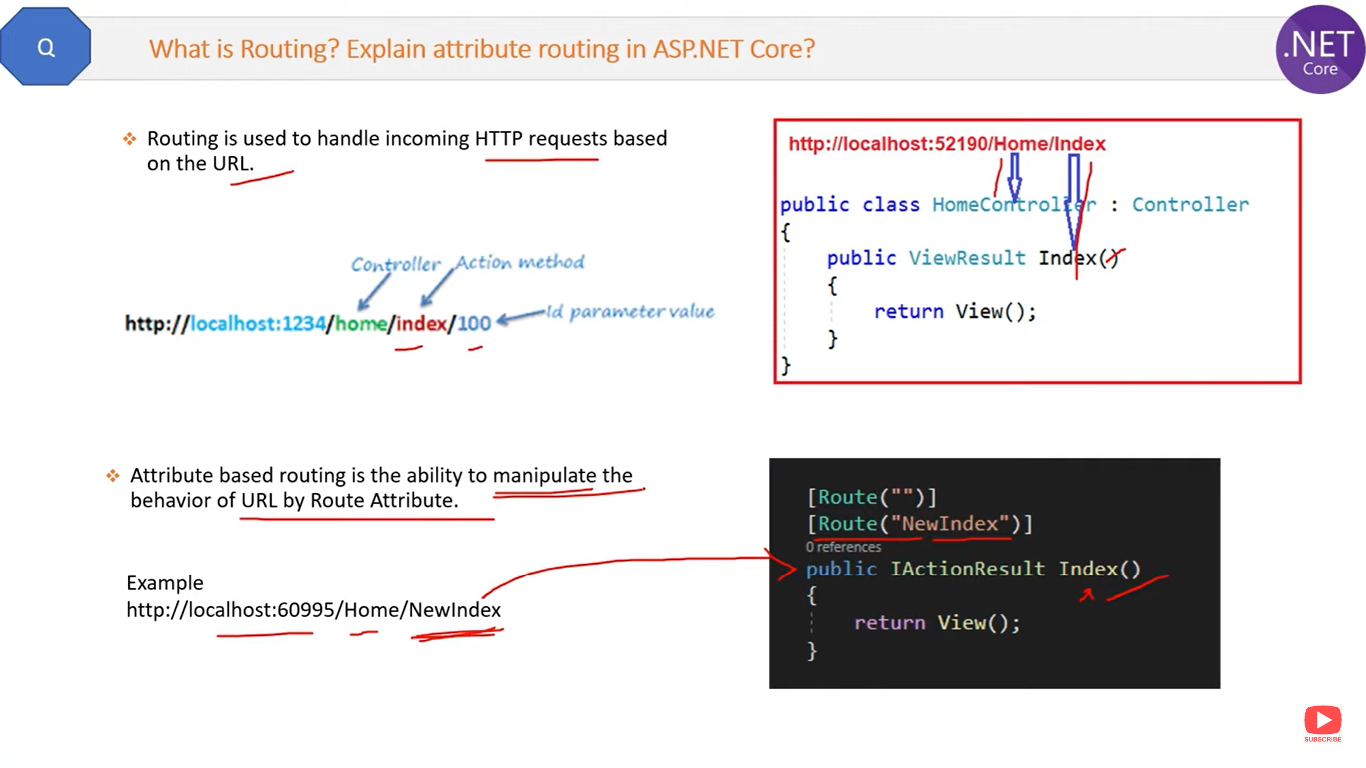 Q
What is Routing? Explain attribute routing in ASP.NET Core?
.NET
Core
❖ Routing is used to handle incoming HTTP requests based
on the URL.
Controller Action method
http://localhost:1234/home/index/100 Id parameter value
http://localhost:52190/Home/Index
public class HomeController : Controller
{
public ViewResult Index()
{
return View();
}
}
❖ Attribute based routing is the ability to manipulate the
behavior of URL by Route Attribute.
Example
http://localhost:60995/Home/NewIndex
[Route("")]
[Route("NewIndex")]
0 references
public IActionResult Index()
{
return View();
}
SUBSCRIBE